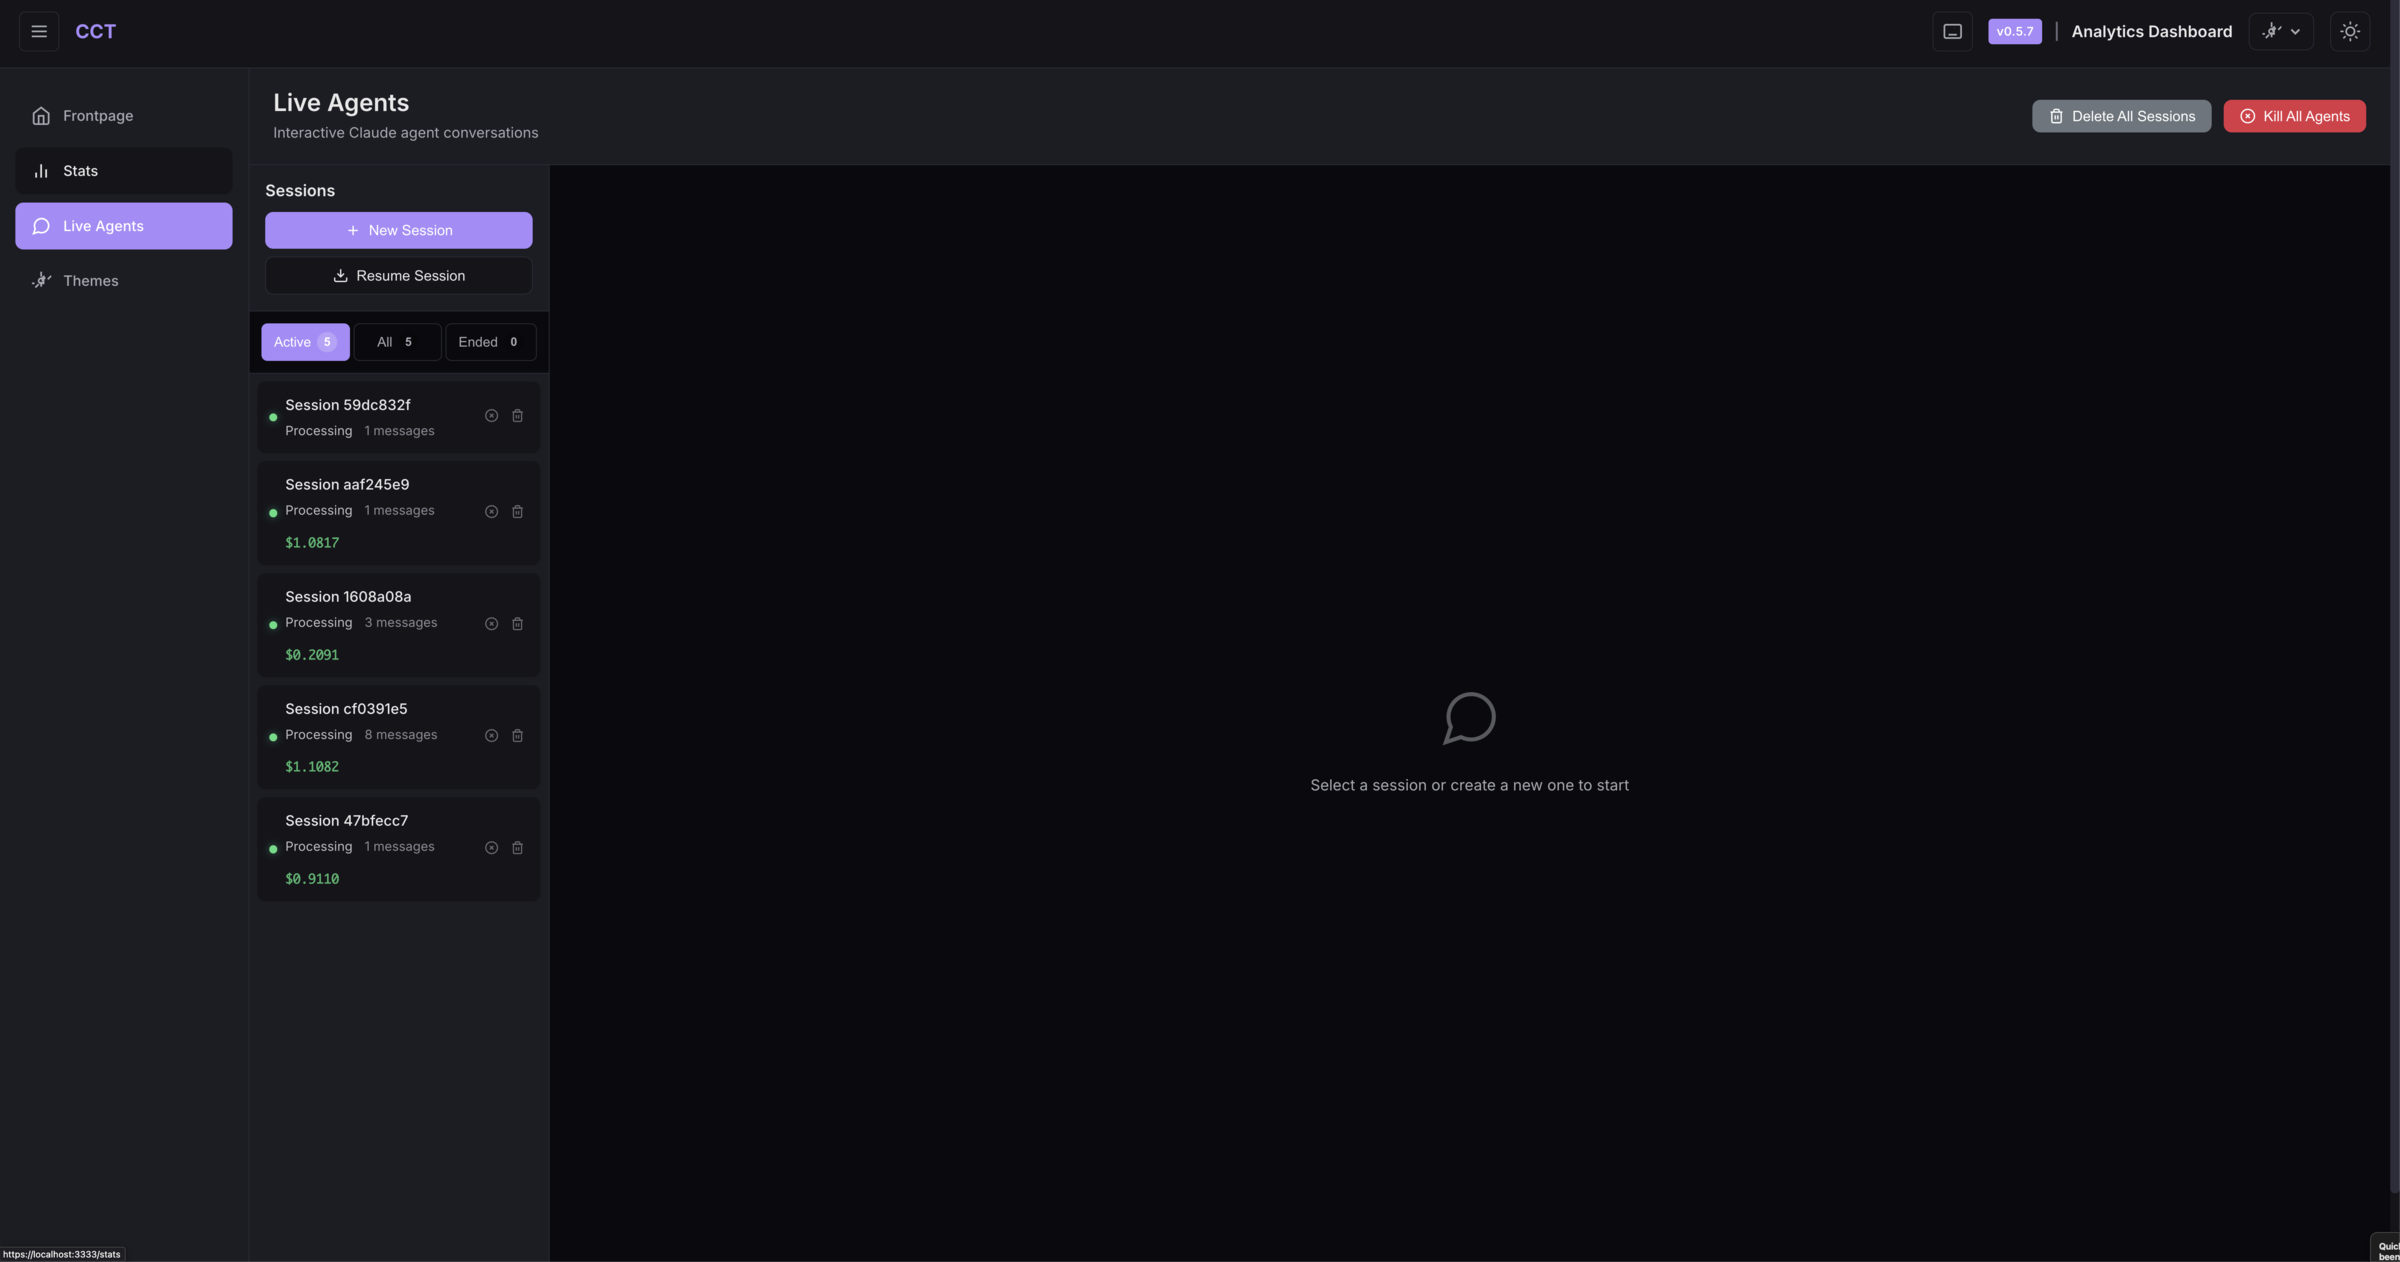 CCT
v0.5.7 | Analytics Dashboard
Frontpage
Stats
Live Agents
Themes
Live Agents
Interactive Claude agent conversations
Delete All Sessions
Kill All Agents
Sessions
+ New Session
Resume Session
Active 5
All 5
Ended 0
Session 59dc832f
Processing 1 messages
Session aaf245e9
Processing 1 messages
$1.0817
Session 1608a08a
Processing 3 messages
$0.2091
Session cf0391e5
Processing 8 messages
$1.1082
Session 47bfecc7
Processing 1 messages
$0.9110
Select a session or create a new one to start
https://localhost:3333/stats
been